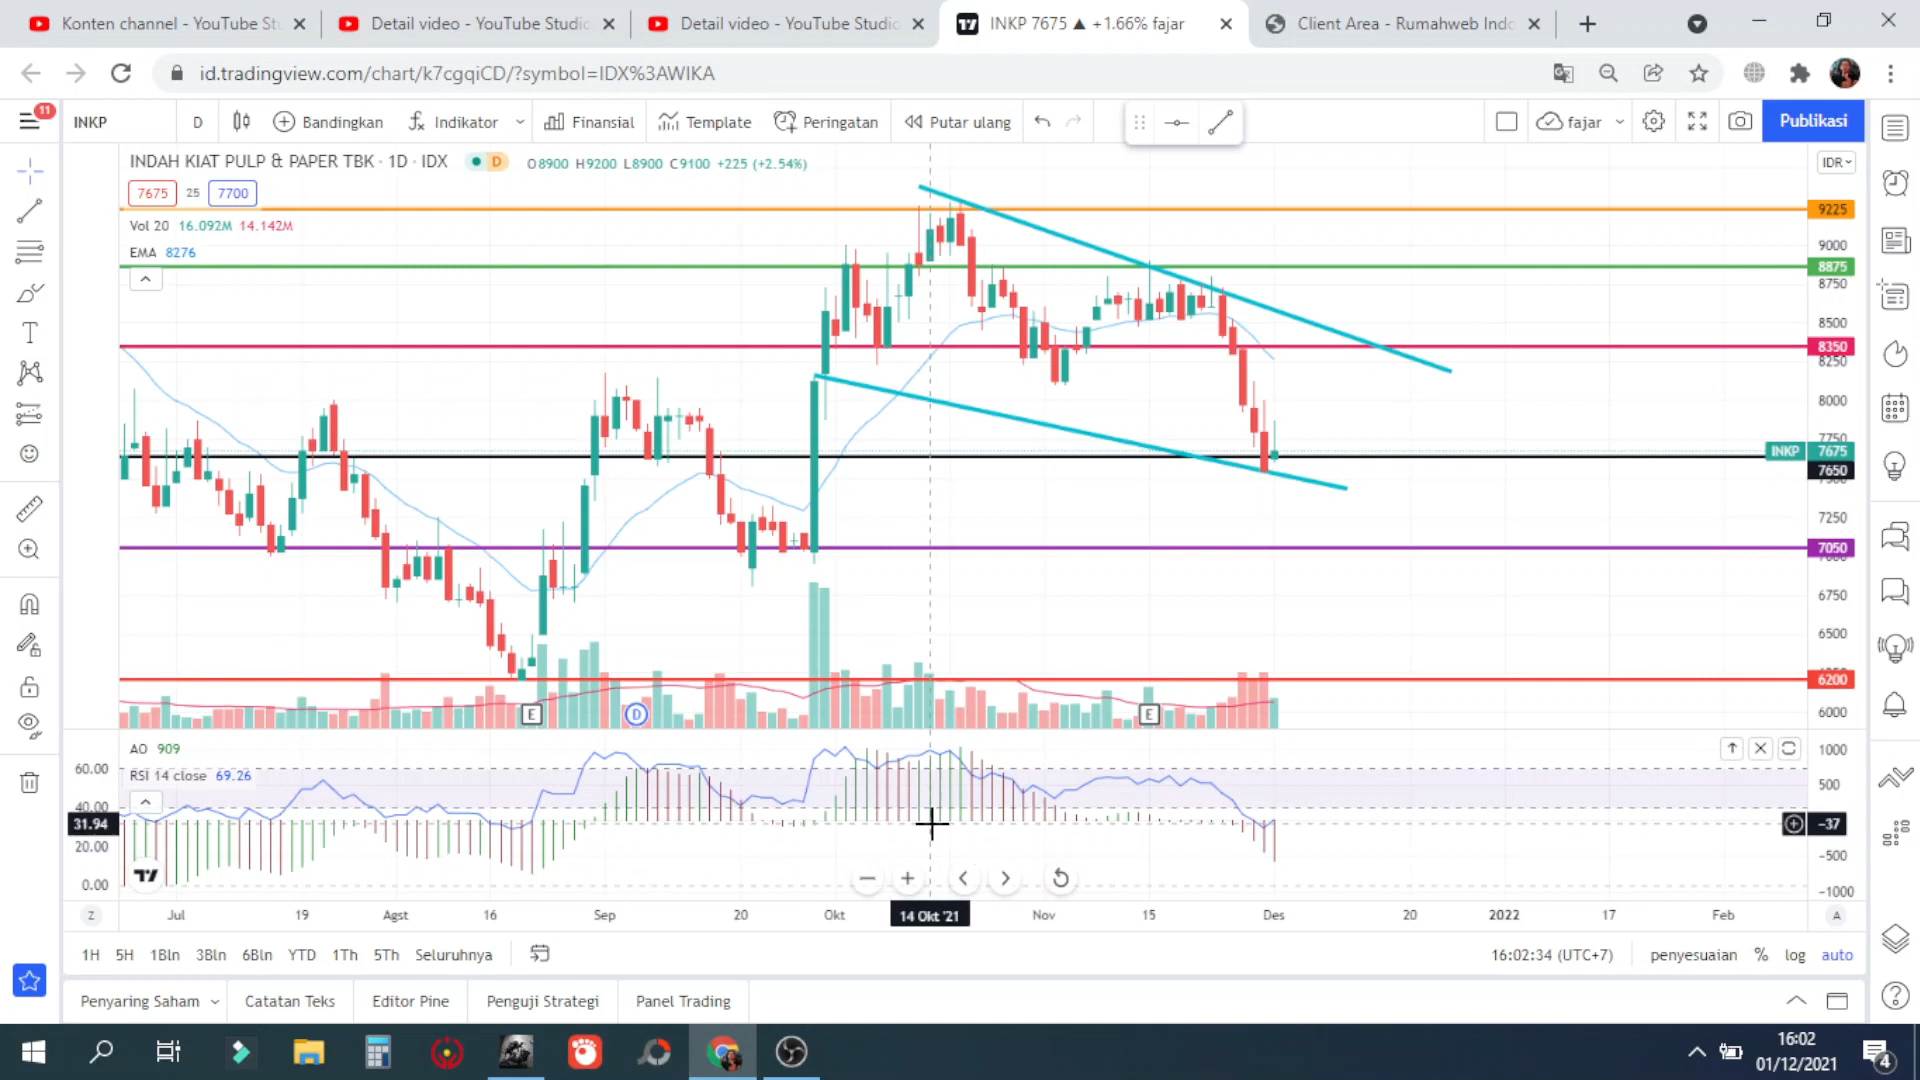 Konten channel - YouTube St
Detail video - YouTube Studio
Detail video - YouTube Studio
INKP 7675 ▲ +1.66% fajar
Client Area - Rumahweb Indo
id.tradingview.com/chart/k7cgqiCD/?symbol=IDX%3AWIKA
11
INKP
D
Bandingkan
Indikator
Finansial
Template
Peringatan
Putar ulang
fajar
Publikasi
INDAH KIAT PULP & PAPER TBK · 1D · IDX
D
O8900 H9200 L8900 C9100 +225 (+2.54%)
IDR
7675 25 7700
Vol 20 16.092M 14.142M
EMA 8276
9225
9000
8875
8750
8500
8350
8250
8000
7750
INKP 7675
7650
7500
7250
7050
6750
6500
6200
6000
E
D
E
AO 909
RSI 14 close 69.26
60.00
40.00
31.94
20.00
0.00
1000
500
-37
-500
-1000
Z
Jul
19
Agst
16
Sep
20
Okt
14 Okt '21
Nov
15
Des
20
2022
17
Feb
A
1H 5H 1Bln 3Bln 6Bln YTD 1Th 5Th Seluruhnya
16:02:34 (UTC+7) penyesuaian % log auto
Penyaring Saham
Catatan Teks
Editor Pine
Penguji Strategi
Panel Trading
16:02
01/12/2021
4